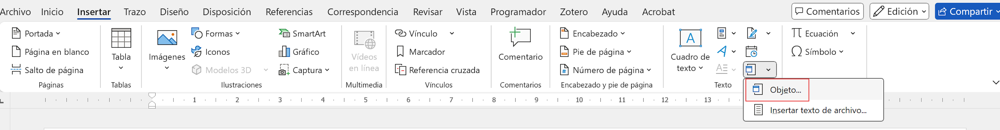 Archivo Inicio Insertar Trazo Diseño Disposición Referencias Correspondencia Revisar Vista Programador Zotero Ayuda Acrobat Comentarios Edición Compartir
Portada
Página en blanco
Salto de página
Páginas
Tabla
Tablas
Imágenes
Formas
Iconos
Modelos 3D
SmartArt
Gráfico
Captura
Ilustraciones
Vídeos
en línea
Multimedia
Vínculo
Marcador
Referencia cruzada
Vínculos
Comentario
Comentarios
Encabezado
Pie de página
Número de página
Encabezado y pie de página
A
Cuadro de
texto
A
A
Texto
π Ecuación
Ω Símbolo
Objeto...
Insertar texto de archivo...
1 2 3 4 5 6 7 8 9 10 11 12 13